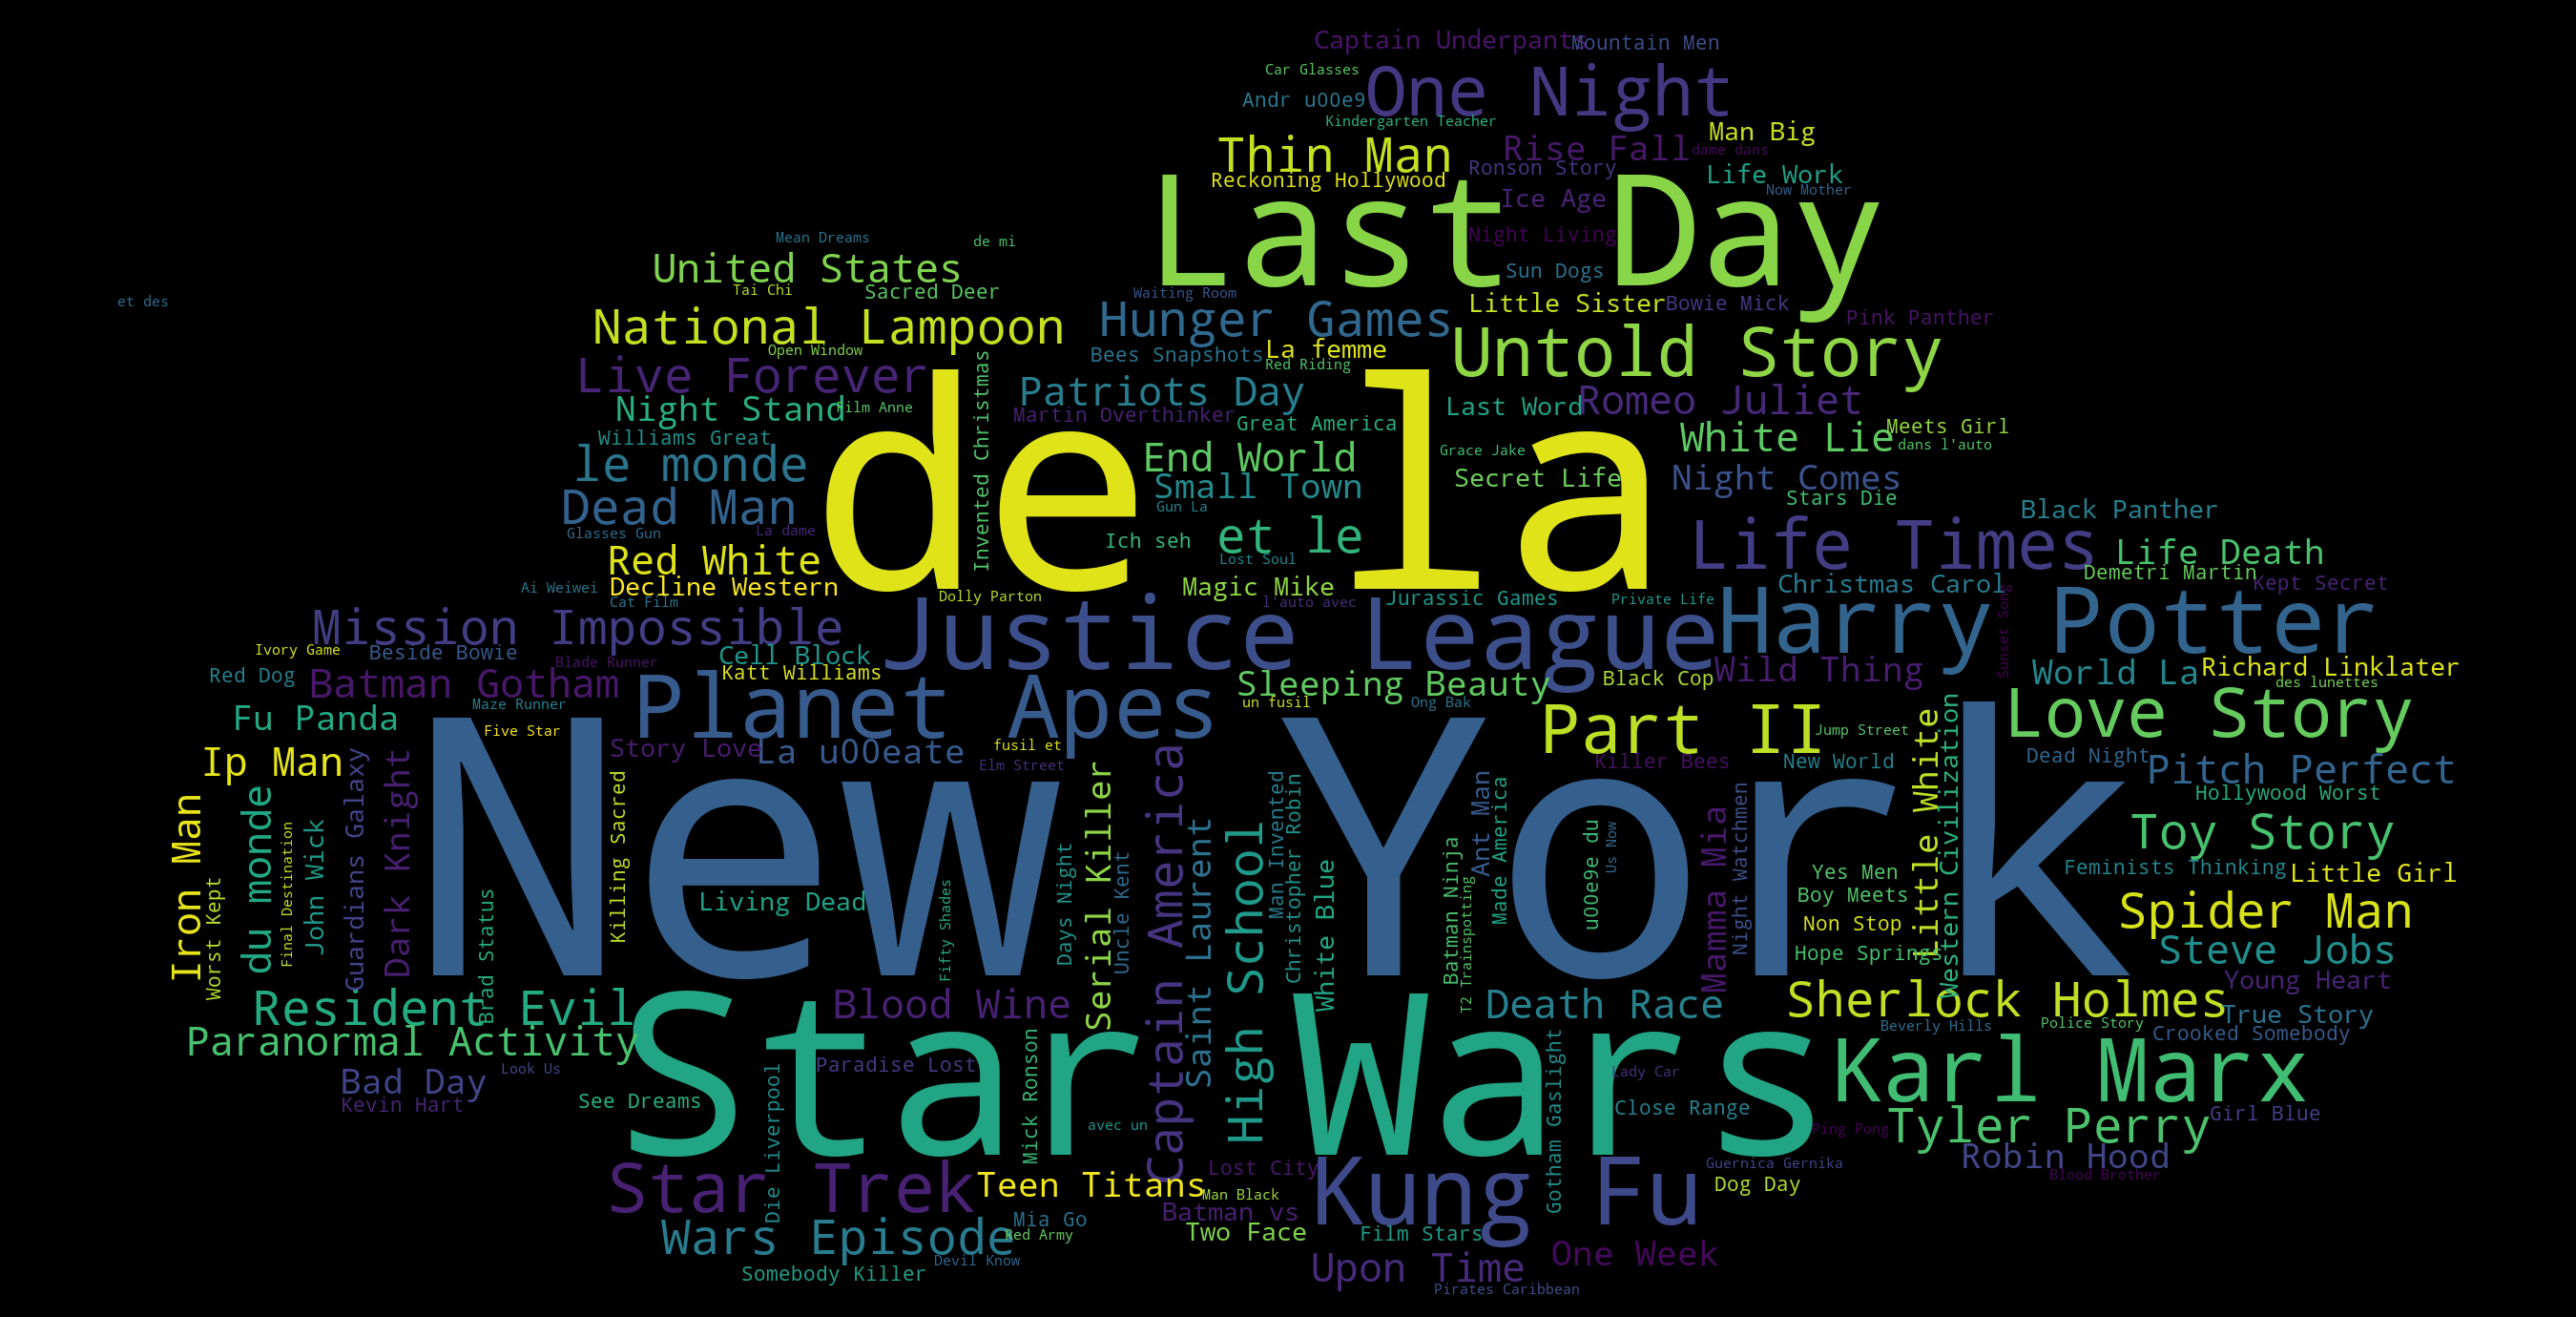 Captain Underpants
Mountain Men
Car Glasses
One Night
Andr u00e9
Kindergarten Teacher
Man Big
Thin Man
Rise Fall
dame dans
Ronson Story
Life Work
Reckoning Hollywood
Now Mother
Last Day
Ice Age
Night Living
Mean Dreams
de mi
United States
Sun Dogs
Tai Chi
Sacred Deer
Waiting Room
et des
Little Sister
Bowie Mick
Hunger Games
Pink Panther
National Lampoon
Open Window
La femme
Untold Story
Bees Snapshots
Red Riding
Live Forever
Patriots Day
Romeo Juliet
Night Stand
Film Anne
Invented Christmas
Martin Overthinker
Great America
Last Word
Meets Girl
Williams Great
White Lie
dans l'auto
le monde
de la
End World
Grace Jake
Secret Life
Night Comes
Small Town
Dead Man
Gun La
Stars Die
Black Panther
Glasses Gun
La dame
Ich seh
et le
Life Times
Life Death
Red White
Lost Soul
Demetri Martin
Kept Secret
Ai Weiwei
Decline Western
Magic Mike
Christmas Carol
Cat Film
Dolly Parton
l'auto avec
Jurassic Games
Private Life
Sunset Song
Mission Impossible
Justice League
Harry Potter
Ivory Game
Beside Bowie
Blade Runner
Cell Block
Red Dog
Batman Gotham
Katt Williams
Sleeping Beauty
Black Cop
Wild Thing
World La
Richard Linklater
des lunettes
Maze Runner
Planet Apes
un fusil
Ong Bak
Fu Panda
Five Star
Part II
Jump Street
Love Story
Story Love
La u00eate
fusil et
Elm Street
Ip Man
Killer Bees
New World
Dead Night
Pitch Perfect
New York
Hollywood Worst
Iron Man
Worst Kept
du monde
Final Destination
John Wick
Guardians Galaxy
Dark Knight
Brad Status
Killing Sacred
Living Dead
Fifty Shades
Days Night
Serial Killer
Uncle Kent
Captain America
Saint Laurent
High School
Man Invented
Christopher Robin
White Blue
Batman Ninja
T2 Trainspotting
Ant Man
Made America
u00e9e du
Us Now
Mamma Mia
Night Watchmen
Yes Men
Boy Meets
Non Stop
Hope Springs
Little White
Western Civilization
Toy Story
Feminists Thinking
Little Girl
Spider Man
Steve Jobs
Young Heart
Resident Evil
Blood Wine
Death Race
Sherlock Holmes
True Story
Paranormal Activity
Star Wars
Beverly Hills
Police Story
Crooked Somebody
Look Us
Paradise Lost
Bad Day
Kevin Hart
See Dreams
Die Liverpool
Mick Ronson
avec un
Gotham Gaslight
Lady Car
Close Range
Karl Marx
Ping Pong
Tyler Perry
Girl Blue
Star Trek
Teen Titans
Lost City
Man Black
Kung Fu
Guernica Gernika
Robin Hood
Dog Day
Blood Brother
Wars Episode
Mia Go
Red Army
Batman vs
Two Face
Film Stars
One Week
Devil Know
Somebody Killer
Upon Time
Pirates Caribbean